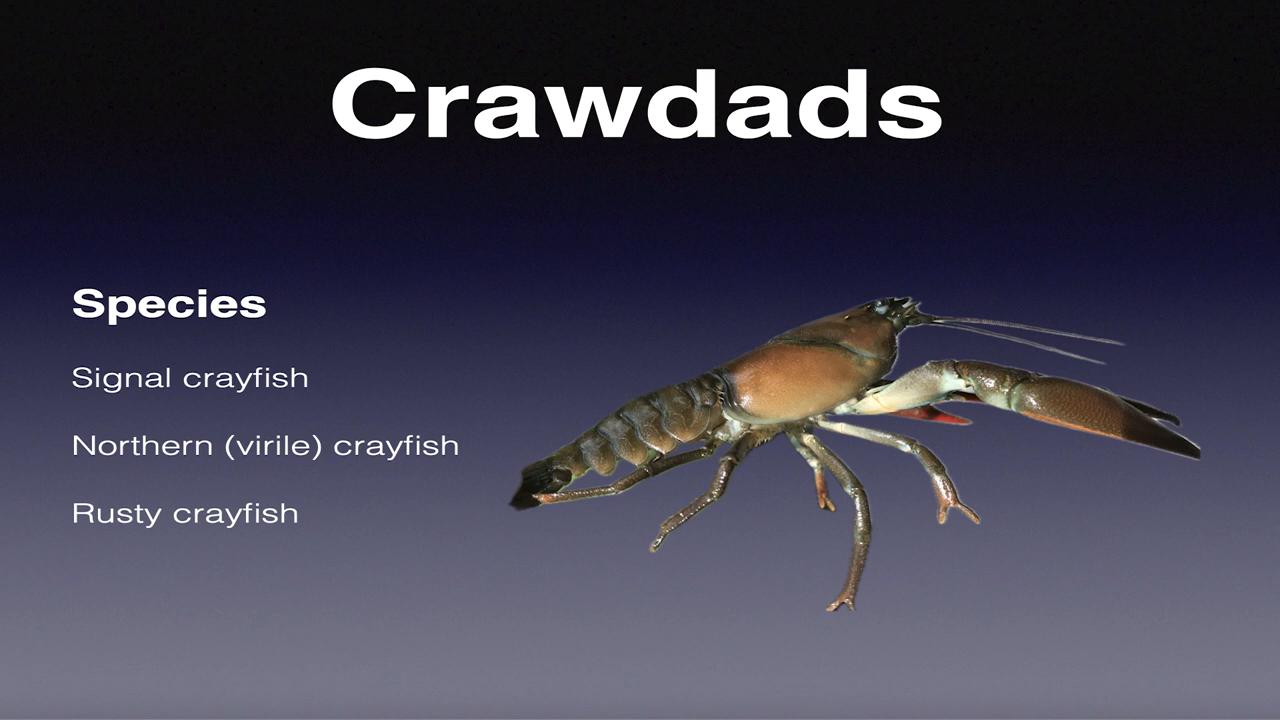 Crawdads
Species
Signal crayfish
Northern (virile) crayfish
Rusty crayfish